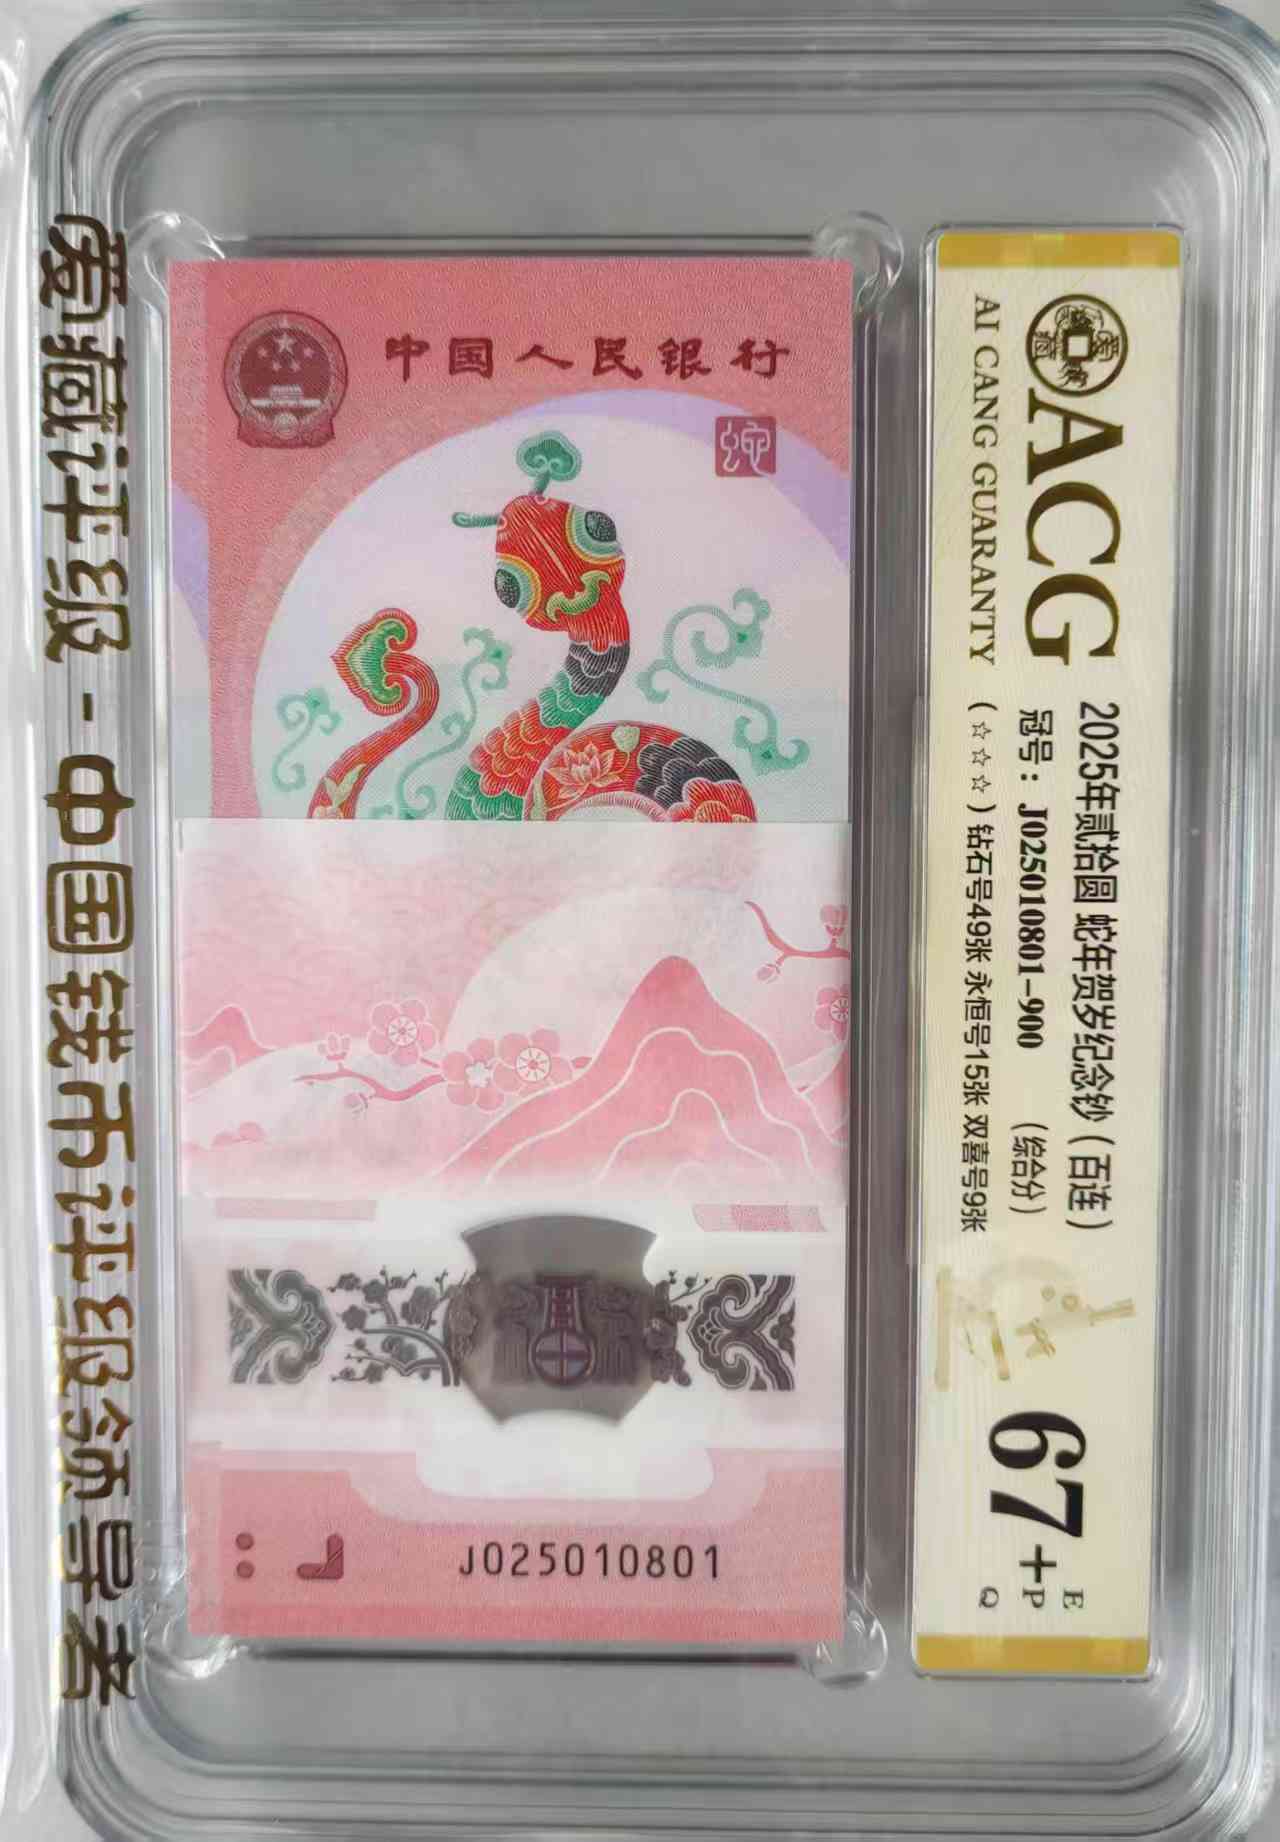 爱藏评级 - 中国钱币评级领导者
中国人民银行
蛇
J025010801
ACG
AI CANG GUARANTY
2025年贰拾圆 蛇年贺岁纪念钞（百连）
冠号：J025010801-900 （综合分）
（☆☆☆）钻石号49张 永恒号15张 双喜号9张
67+
E
P
Q